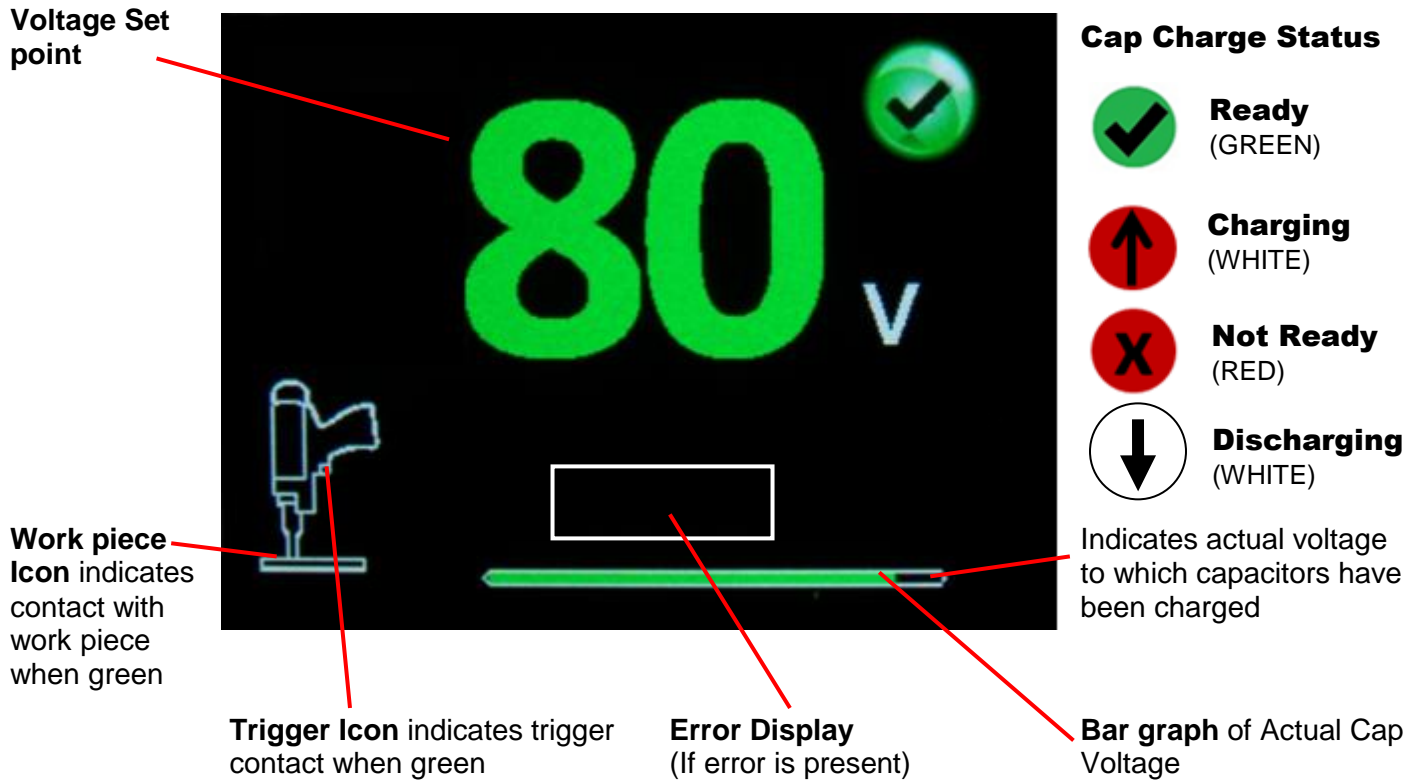 Voltage Set
point
80
V
Cap Charge Status
Ready
(GREEN)
Charging
(WHITE)
X
Not Ready
(RED)
Discharging
(WHITE)
Work piece
Icon indicates
contact with
work piece
when green
Indicates actual voltage
to which capacitors have
been charged
Trigger Icon indicates trigger
contact when green
Error Display
(If error is present)
Bar graph of Actual Cap
Voltage